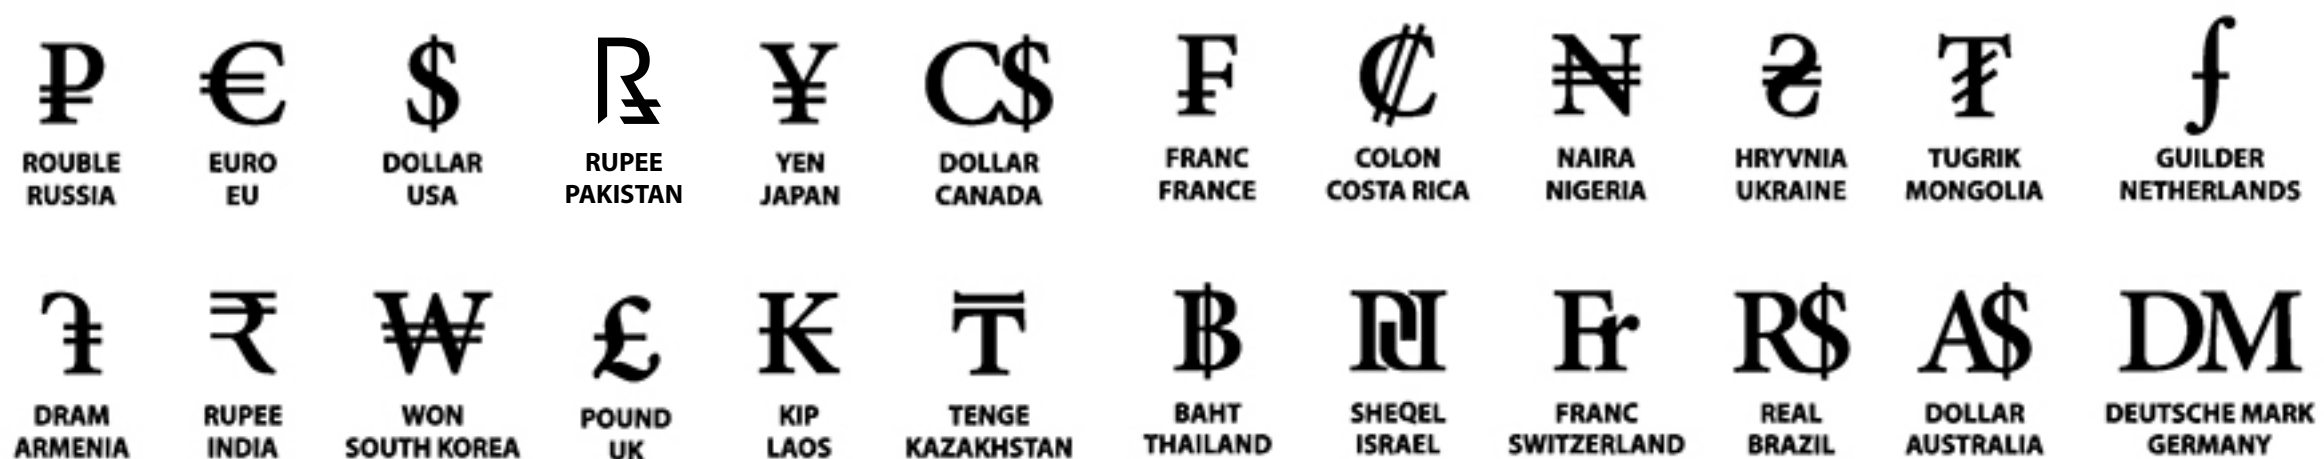 ₽ € $ ℞ ¥ C$ ₣ ₡ ₦ ₴ ₮ ƒ
ROUBLE EURO DOLLAR RUPEE YEN DOLLAR FRANC COLON NAIRA HRYVNIA TUGRIK GUILDER
RUSSIA EU USA PAKISTAN JAPAN CANADA FRANCE COSTA RICA NIGERIA UKRAINE MONGOLIA NETHERLANDS
֏ ₹ ₩ £ ₭ ₸ ฿ ₪ Fr R$ A$ DM
DRAM RUPEE WON POUND KIP TENGE BAHT SHEQEL FRANC REAL DOLLAR DEUTSCHE MARK
ARMENIA INDIA SOUTH KOREA UK LAOS KAZAKHSTAN THAILAND ISRAEL SWITZERLAND BRAZIL AUSTRALIA GERMANY